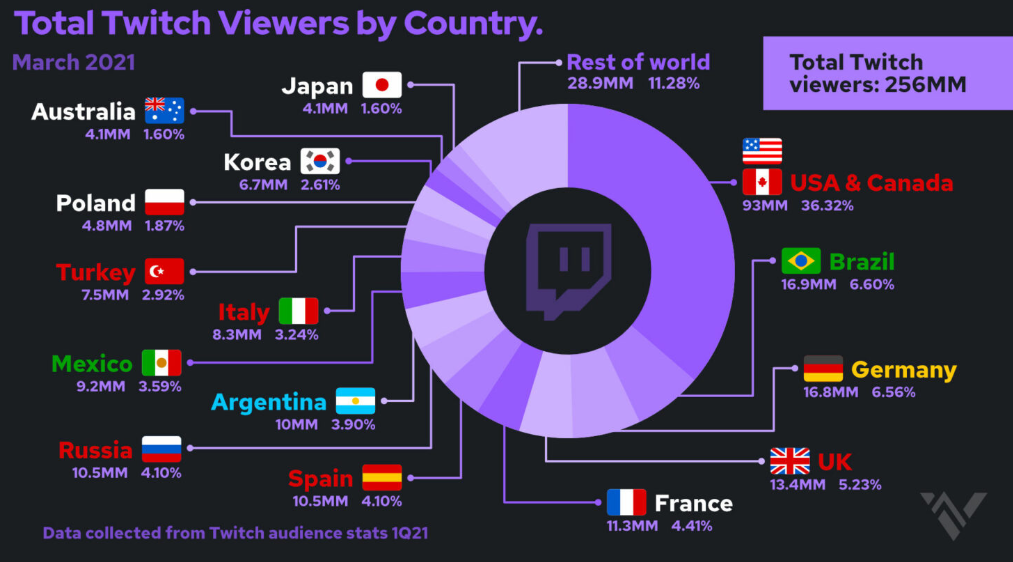 Total Twitch Viewers by Country.
March 2021
Total Twitch
viewers: 256MM
Rest of world
28.9MM 11.28%
USA & Canada
93MM 36.32%
Brazil
16.9MM 6.60%
Germany
16.8MM 6.56%
UK
13.4MM 5.23%
France
11.3MM 4.41%
Spain
10.5MM 4.10%
Russia
10.5MM 4.10%
Argentina
10MM 3.90%
Mexico
9.2MM 3.59%
Italy
8.3MM 3.24%
Turkey
7.5MM 2.92%
Poland
4.8MM 1.87%
Korea
6.7MM 2.61%
Australia
4.1MM 1.60%
Japan
4.1MM 1.60%
Data collected from Twitch audience stats 1Q21